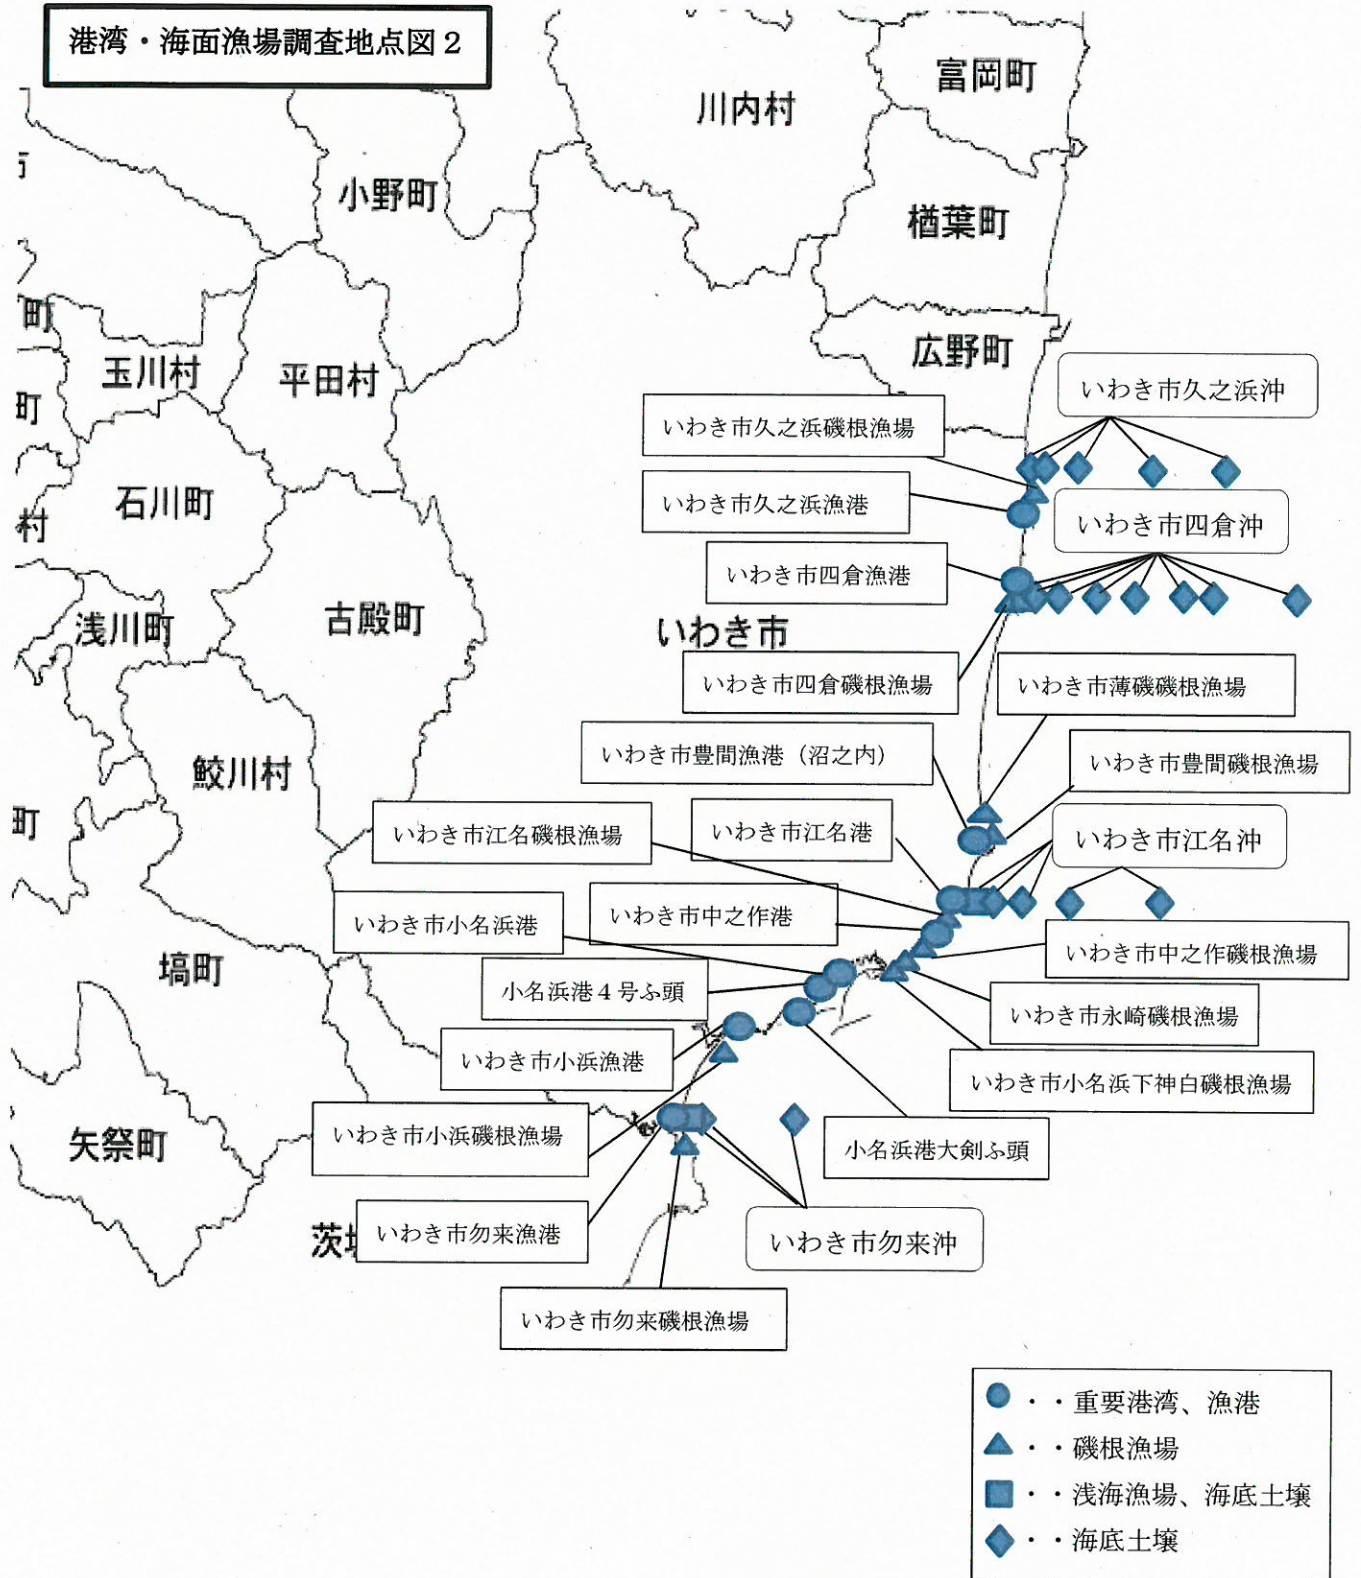 港湾・海面漁場調査地点図２
富岡町
川内村
小野町
楢葉町
町
玉川村
平田村
広野町
いわき市久之浜沖
町
いわき市久之浜磯根漁場
石川町
いわき市久之浜漁港
村
いわき市四倉沖
いわき市四倉漁港
浅川町
古殿町
いわき市
いわき市四倉磯根漁場
いわき市薄磯磯根漁場
いわき市豊間漁港（沼之内）
いわき市豊間磯根漁場
鮫川村
町
いわき市江名磯根漁場
いわき市江名港
いわき市江名沖
いわき市小名浜港
いわき市中之作港
いわき市中之作磯根漁場
塙町
小名浜港４号ふ頭
いわき市永崎磯根漁場
いわき市小浜漁港
いわき市小名浜下神白磯根漁場
いわき市小浜磯根漁場
矢祭町
小名浜港大剣ふ頭
茨
いわき市勿来漁港
いわき市勿来沖
いわき市勿来磯根漁場
・・重要港湾、漁港
・・磯根漁場
・・浅海漁場、海底土壌
・・海底土壌